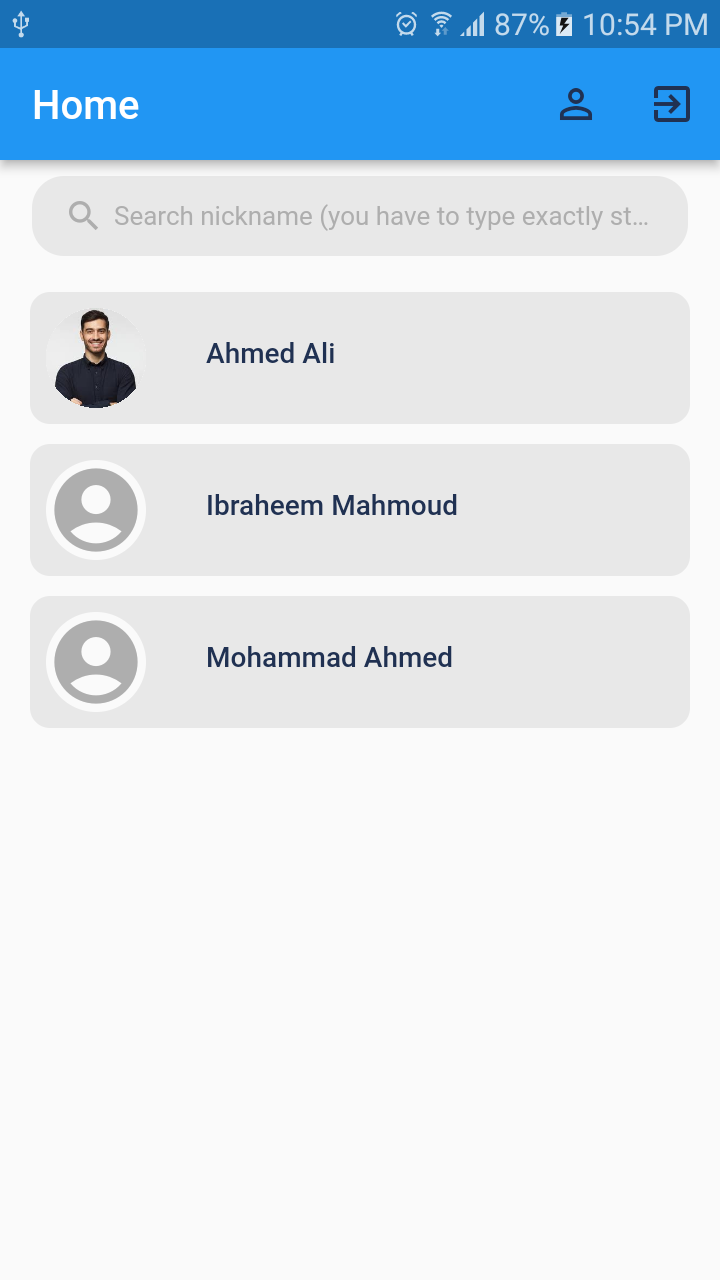 87% 10:54 PM
Home
Search nickname (you have to type exactly st…
Ahmed Ali
Ibraheem Mahmoud
Mohammad Ahmed